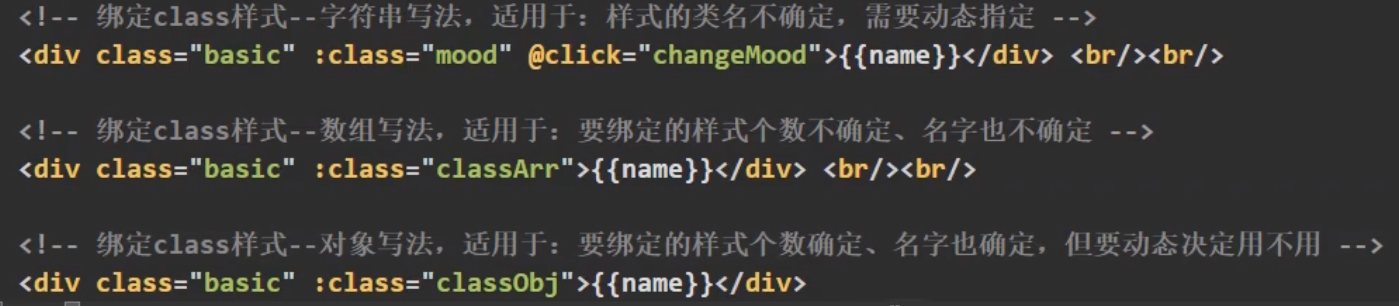 <!-- 绑定class样式--字符串写法，适用于：样式的类名不确定，需要动态指定 -->
<div class="basic" :class="mood" @click="changeMood">{{name}}</div> <br/><br/>
<!-- 绑定class样式--数组写法，适用于：要绑定的样式个数不确定、名字也不确定 -->
<div class="basic" :class="classArr">{{name}}</div> <br/><br/>
<!-- 绑定class样式--对象写法，适用于：要绑定的样式个数确定、名字也确定，但要动态决定用不用 -->
<div class="basic" :class="classObj">{{name}}</div>